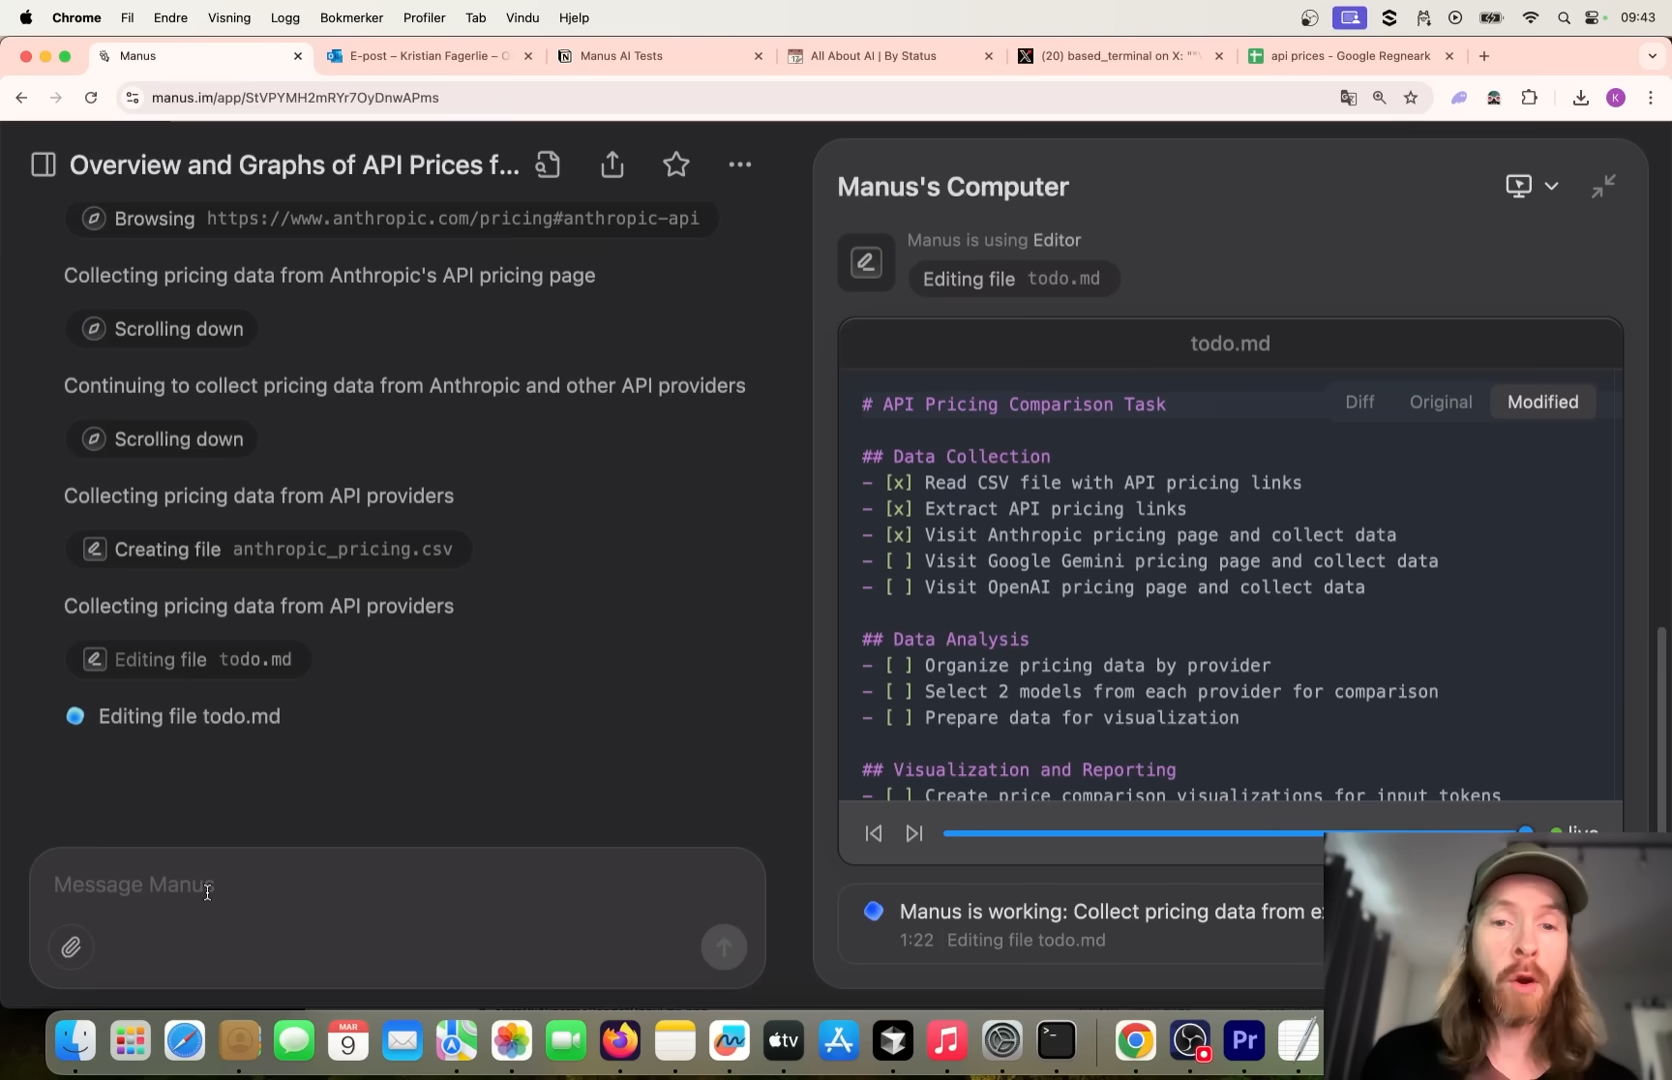 Chrome Fil Endre Visning Logg Bokmerker Profiler Tab Vindu Hjelp 09:43
Manus E-post – Kristian Fagerlie – O Manus AI Tests All About AI | By Status (20) based_terminal on X: api prices - Google Regneark
manus.im/app/StVPYMH2mRYr7OyDnwAPms K
Overview and Graphs of API Prices f...
Browsing https://www.anthropic.com/pricing#anthropic-api
Collecting pricing data from Anthropic's API pricing page
Scrolling down
Continuing to collect pricing data from Anthropic and other API providers
Scrolling down
Collecting pricing data from API providers
Creating file anthropic_pricing.csv
Collecting pricing data from API providers
Editing file todo.md
Editing file todo.md
Message Manus
Manus's Computer
Manus is using Editor
Editing file todo.md
todo.md
Diff Original Modified
# API Pricing Comparison Task
## Data Collection
- [x] Read CSV file with API pricing links
- [x] Extract API pricing links
- [x] Visit Anthropic pricing page and collect data
- [ ] Visit Google Gemini pricing page and collect data
- [ ] Visit OpenAI pricing page and collect data
## Data Analysis
- [ ] Organize pricing data by provider
- [ ] Select 2 models from each provider for comparison
- [ ] Prepare data for visualization
## Visualization and Reporting
- [ ] Create price comparison visualizations for input tokens
live
Manus is working: Collect pricing data from e
1:22 Editing file todo.md
MAR
9
tv
Pr